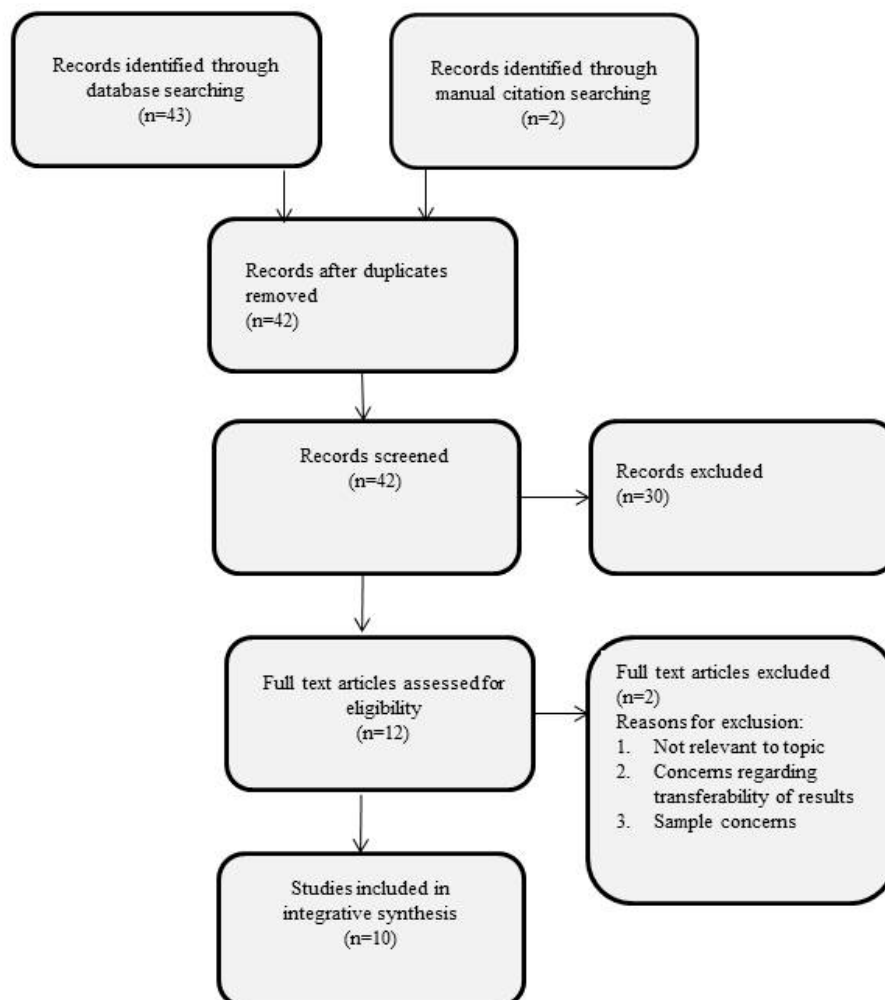 Records identified through
database searching
(n=43)
Records identified through
manual citation searching
(n=2)
Records after duplicates
removed
(n=42)
Records screened
(n=42)
Records excluded
(n=30)
Full text articles assessed for
eligibility
(n=12)
Full text articles excluded
(n=2)
Reasons for exclusion:
1. Not relevant to topic
2. Concerns regarding
transferability of results
3. Sample concerns
Studies included in
integrative synthesis
(n=10)